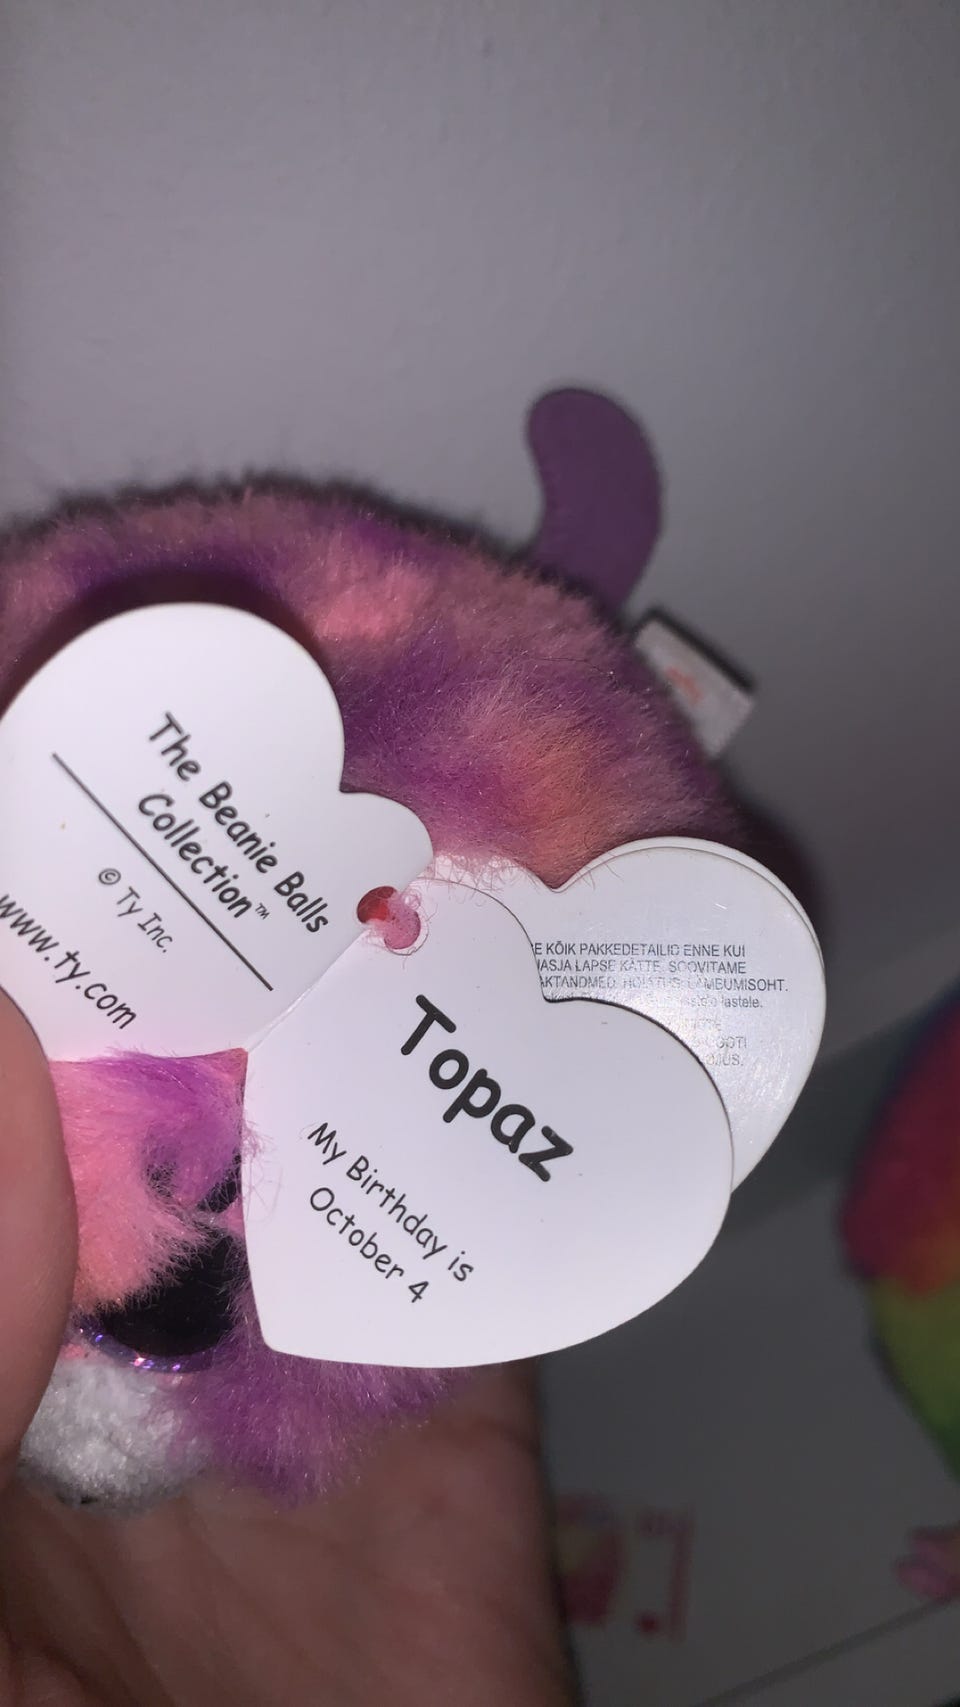 The Beanie Balls
Collection™
© Ty Inc.
www.ty.com
Topaz
My Birthday is
October 4
KÕIK PAKKEDETAILID ENNE KUI
LAPSE KÄTTE. SOOVITAME
lastele.